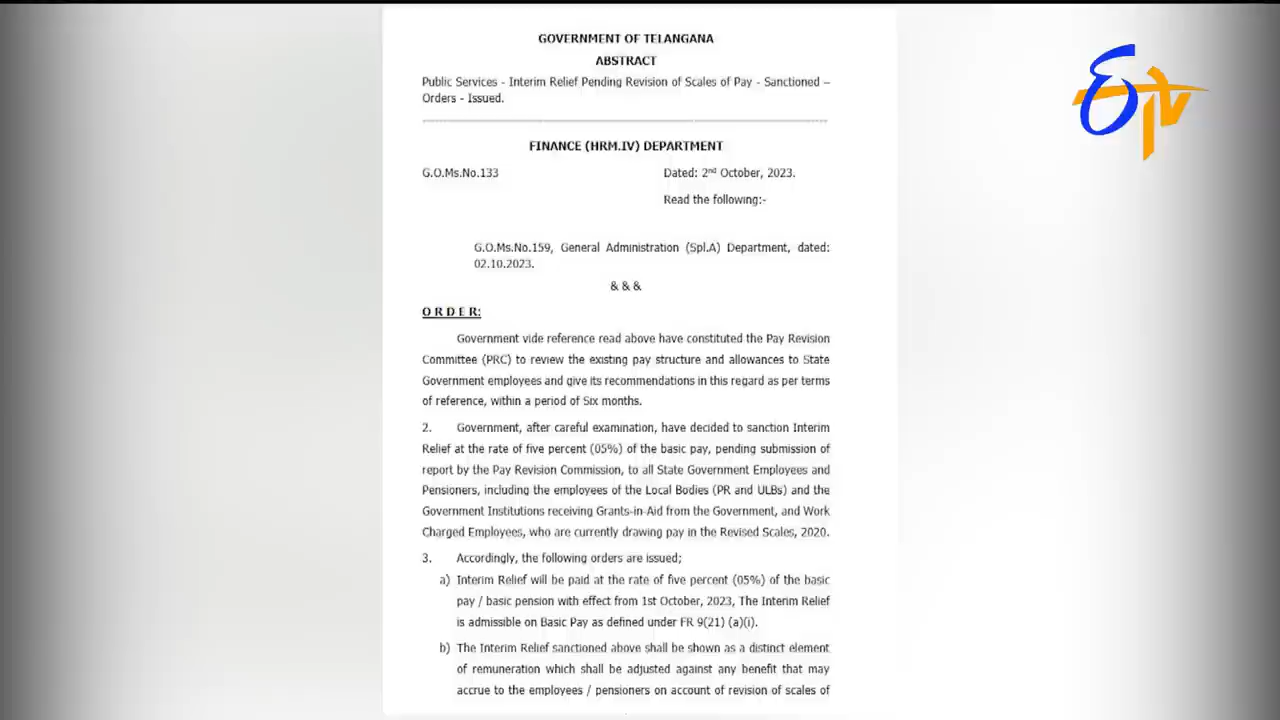 GOVERNMENT OF TELANGANA
ABSTRACT
Public Services - Interim Relief Pending Revision of Scales of Pay - Sanctioned –
Orders - Issued.
FINANCE (HRM.IV) DEPARTMENT
G.O.Ms.No.133 Dated: 2nd October, 2023.
Read the following:-
G.O.Ms.No.159, General Administration (Spl.A) Department, dated:
02.10.2023.
& & &
O R D E R:
Government vide reference read above have constituted the Pay Revision
Committee (PRC) to review the existing pay structure and allowances to State
Government employees and give its recommendations in this regard as per terms
of reference, within a period of Six months.
2. Government, after careful examination, have decided to sanction Interim
Relief at the rate of five percent (05%) of the basic pay, pending submission of
report by the Pay Revision Commission, to all State Government Employees and
Pensioners, including the employees of the Local Bodies (PR and ULBs) and the
Government Institutions receiving Grants-in-Aid from the Government, and Work
Charged Employees, who are currently drawing pay in the Revised Scales, 2020.
3. Accordingly, the following orders are issued;
a) Interim Relief will be paid at the rate of five percent (05%) of the basic
pay / basic pension with effect from 1st October, 2023, The Interim Relief
is admissible on Basic Pay as defined under FR 9(21) (a)(i).
b) The Interim Relief sanctioned above shall be shown as a distinct element
of remuneration which shall be adjusted against any benefit that may
accrue to the employees / pensioners on account of revision of scales of
ETV